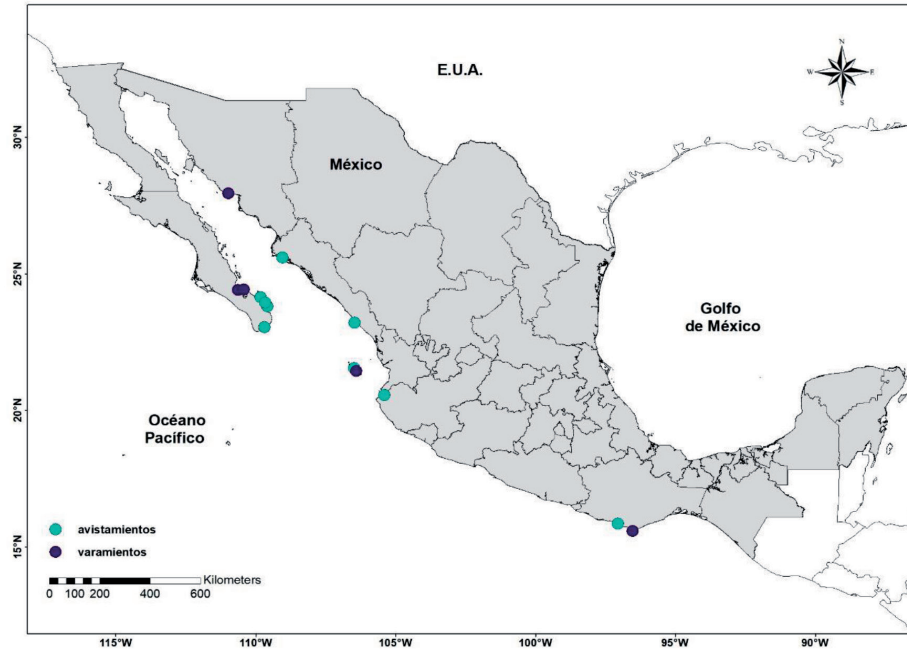 N
W E
S
E.U.A.
30°N
México
25°N
Golfo
de México
20°N
Océano
Pacífico
15°N
avistamientos
varamientos
Kilometers
0 100 200 400 600
115°W 110°W 105°W 100°W 95°W 90°W